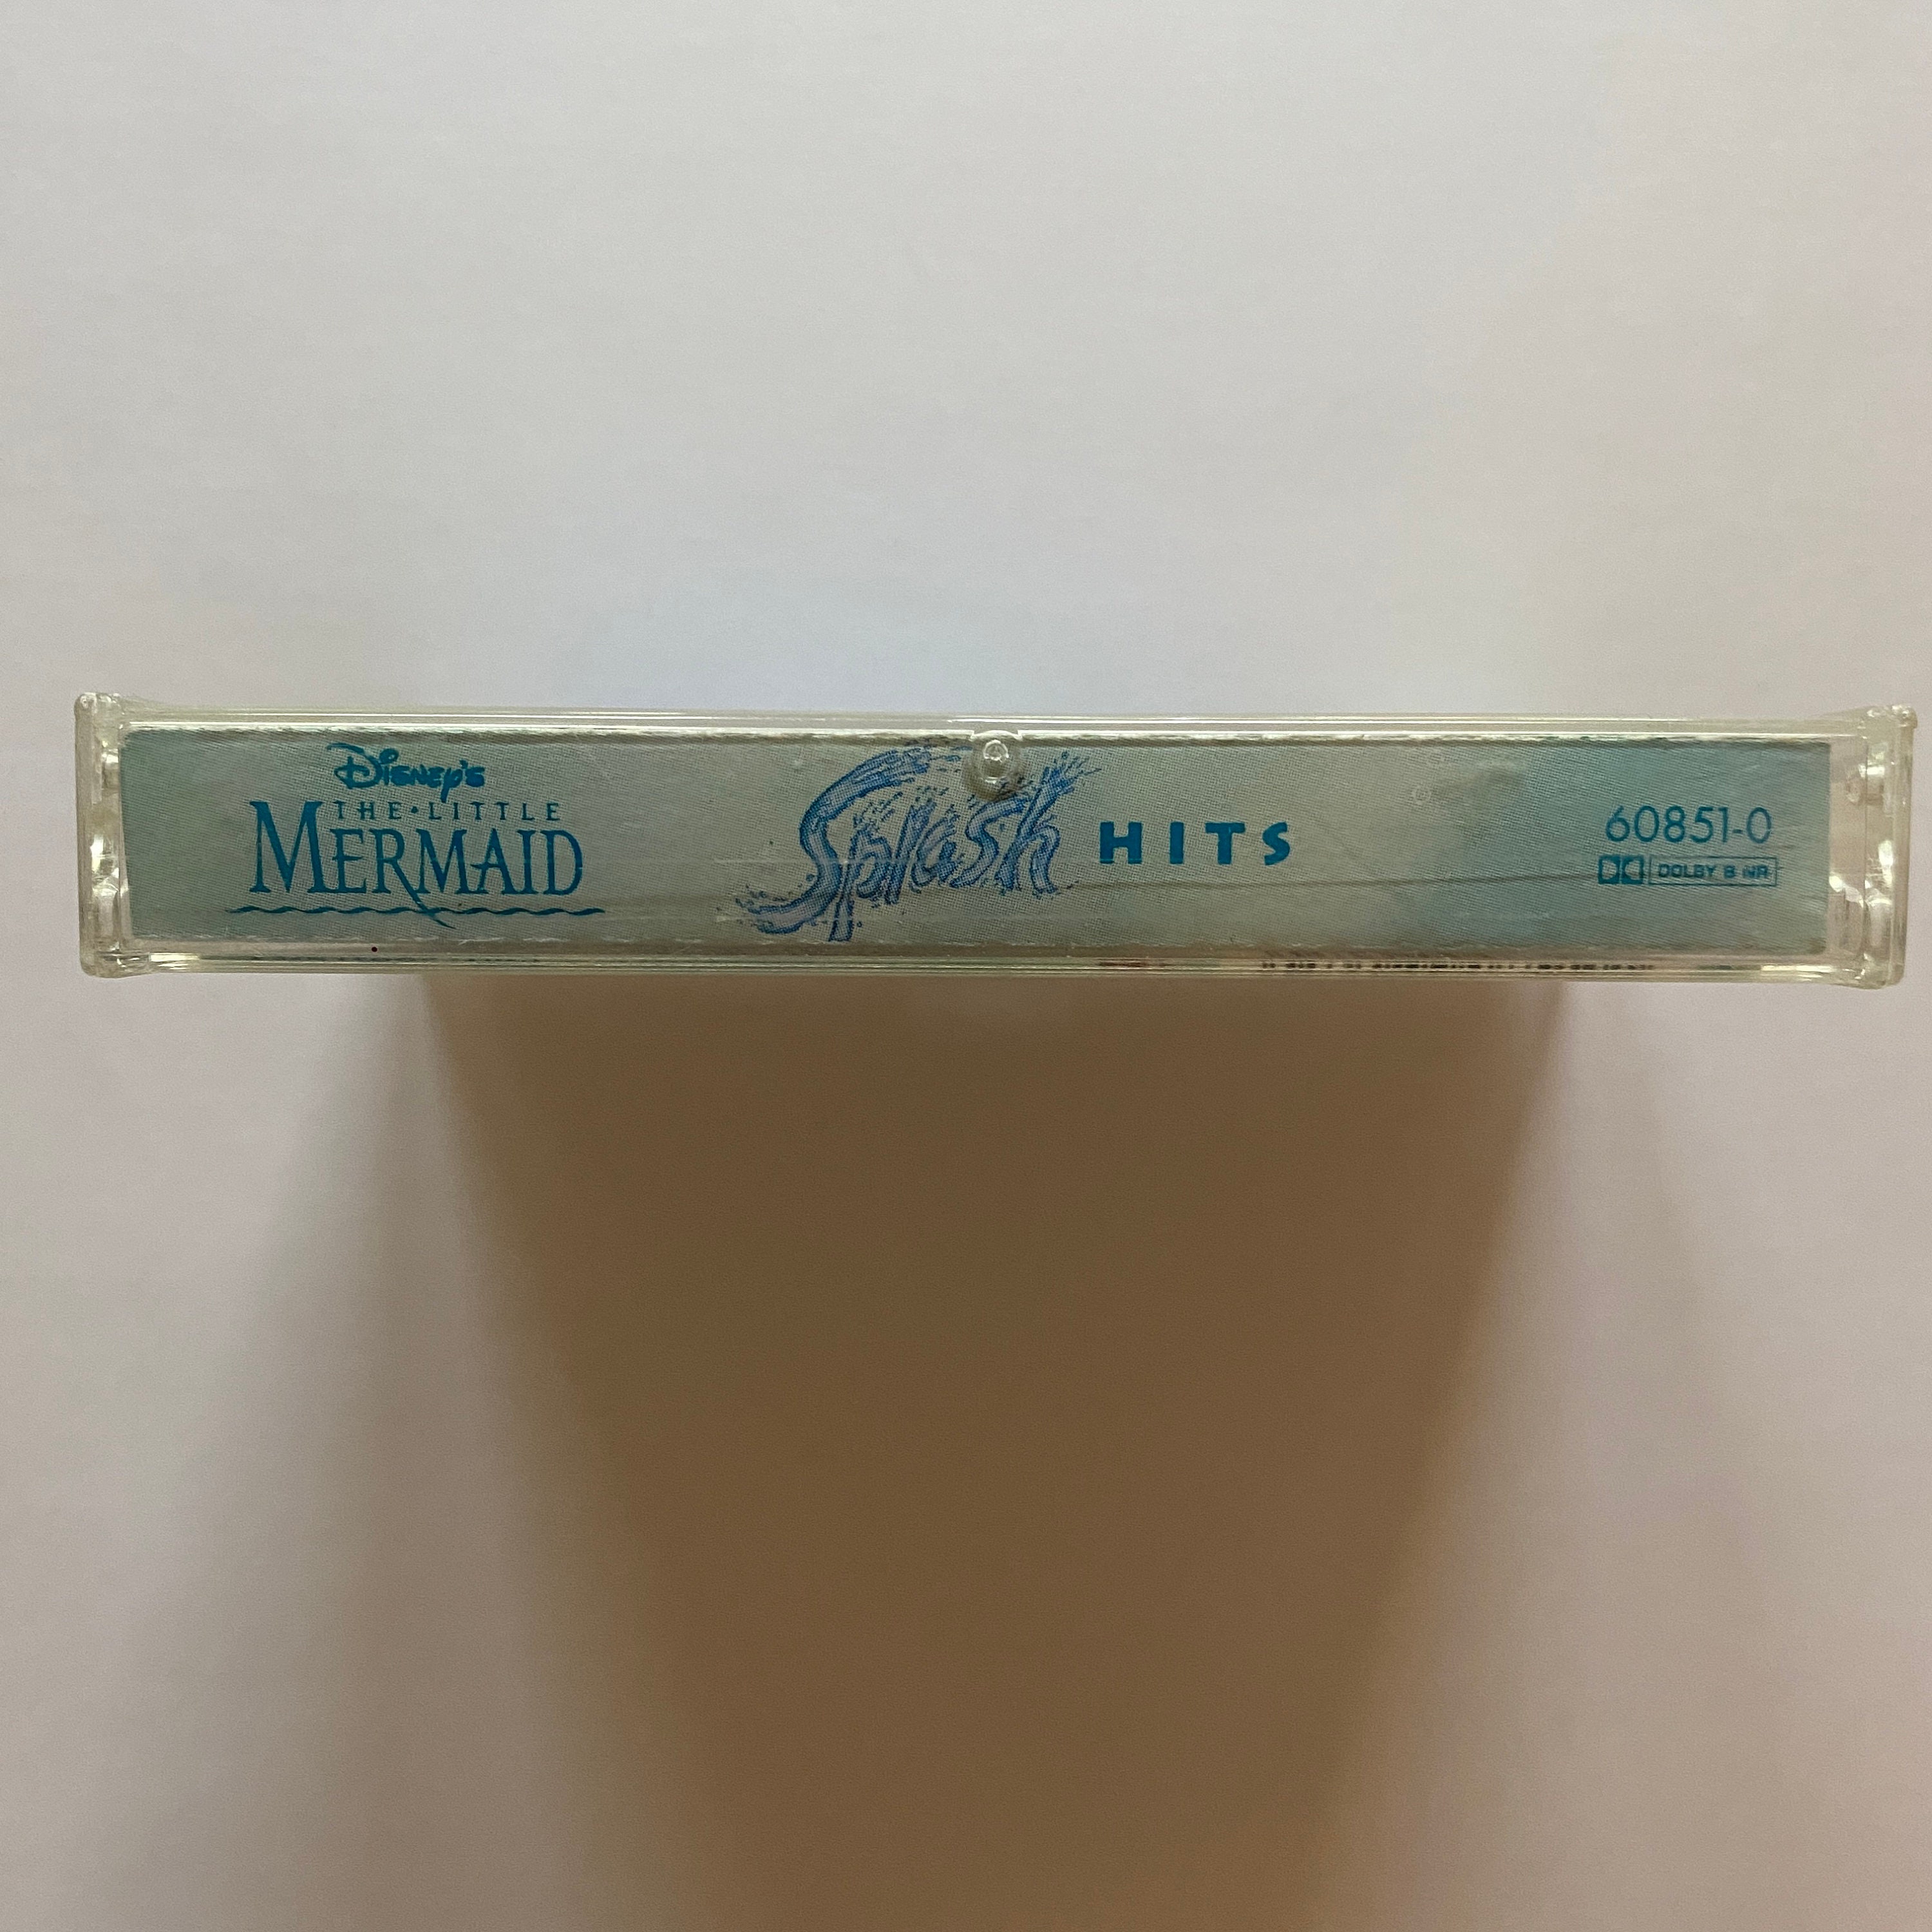 Disney's
THE • LITTLE
MERMAID
Splash HITS
60851-0
DOLBY B NR